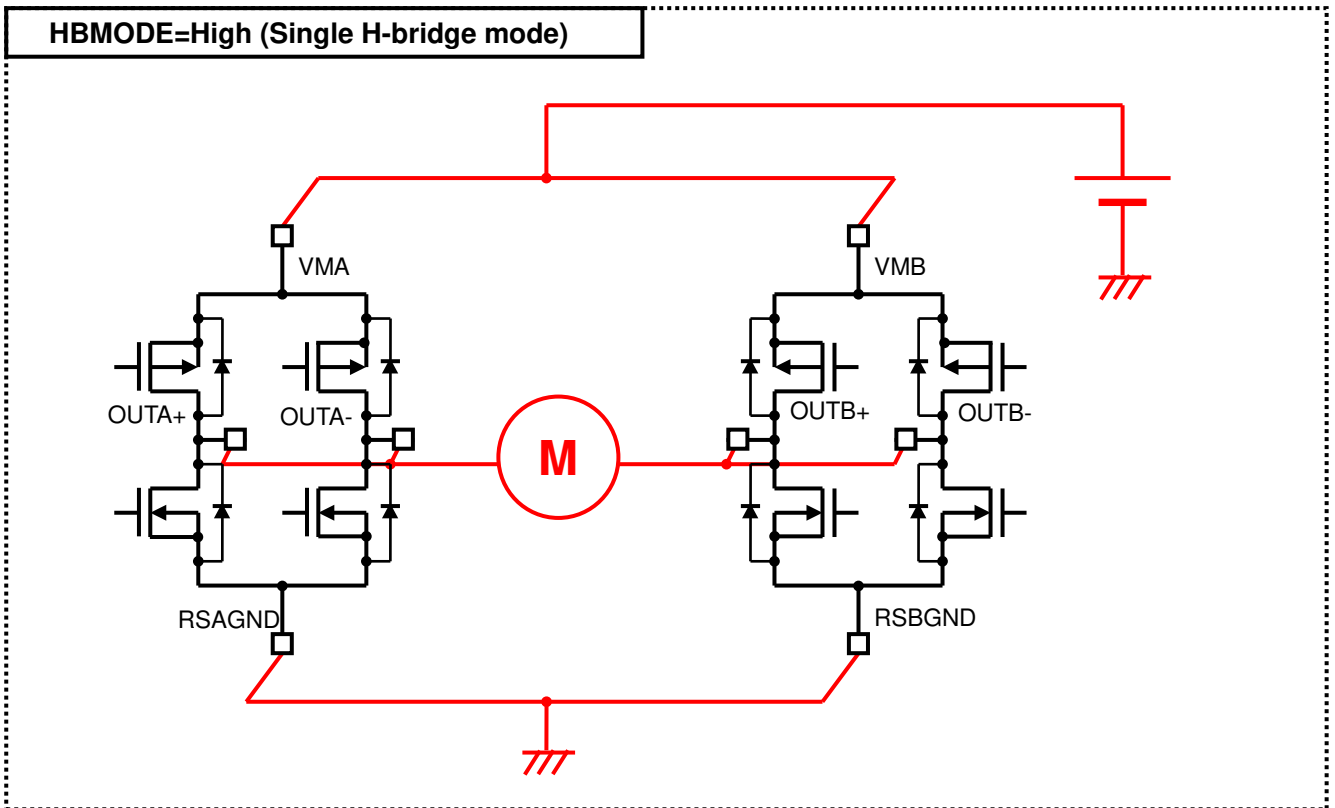 HBMODE=High (Single H-bridge mode)
VMA
VMB
OUTA+
OUTA-
OUTB+
OUTB-
M
RSAGND
RSBGND